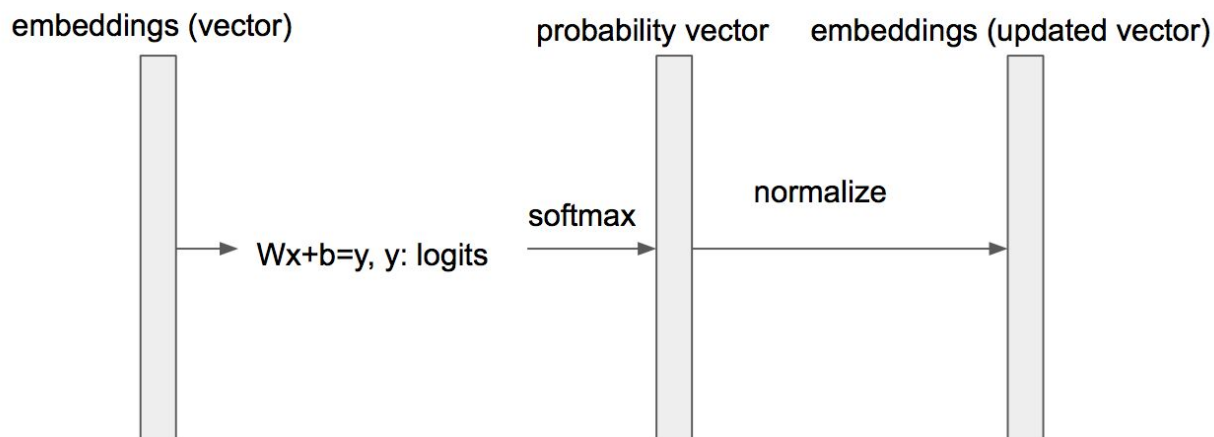 embeddings (vector)
probability vector
embeddings (updated vector)
Wx+b=y, y: logits
softmax
normalize